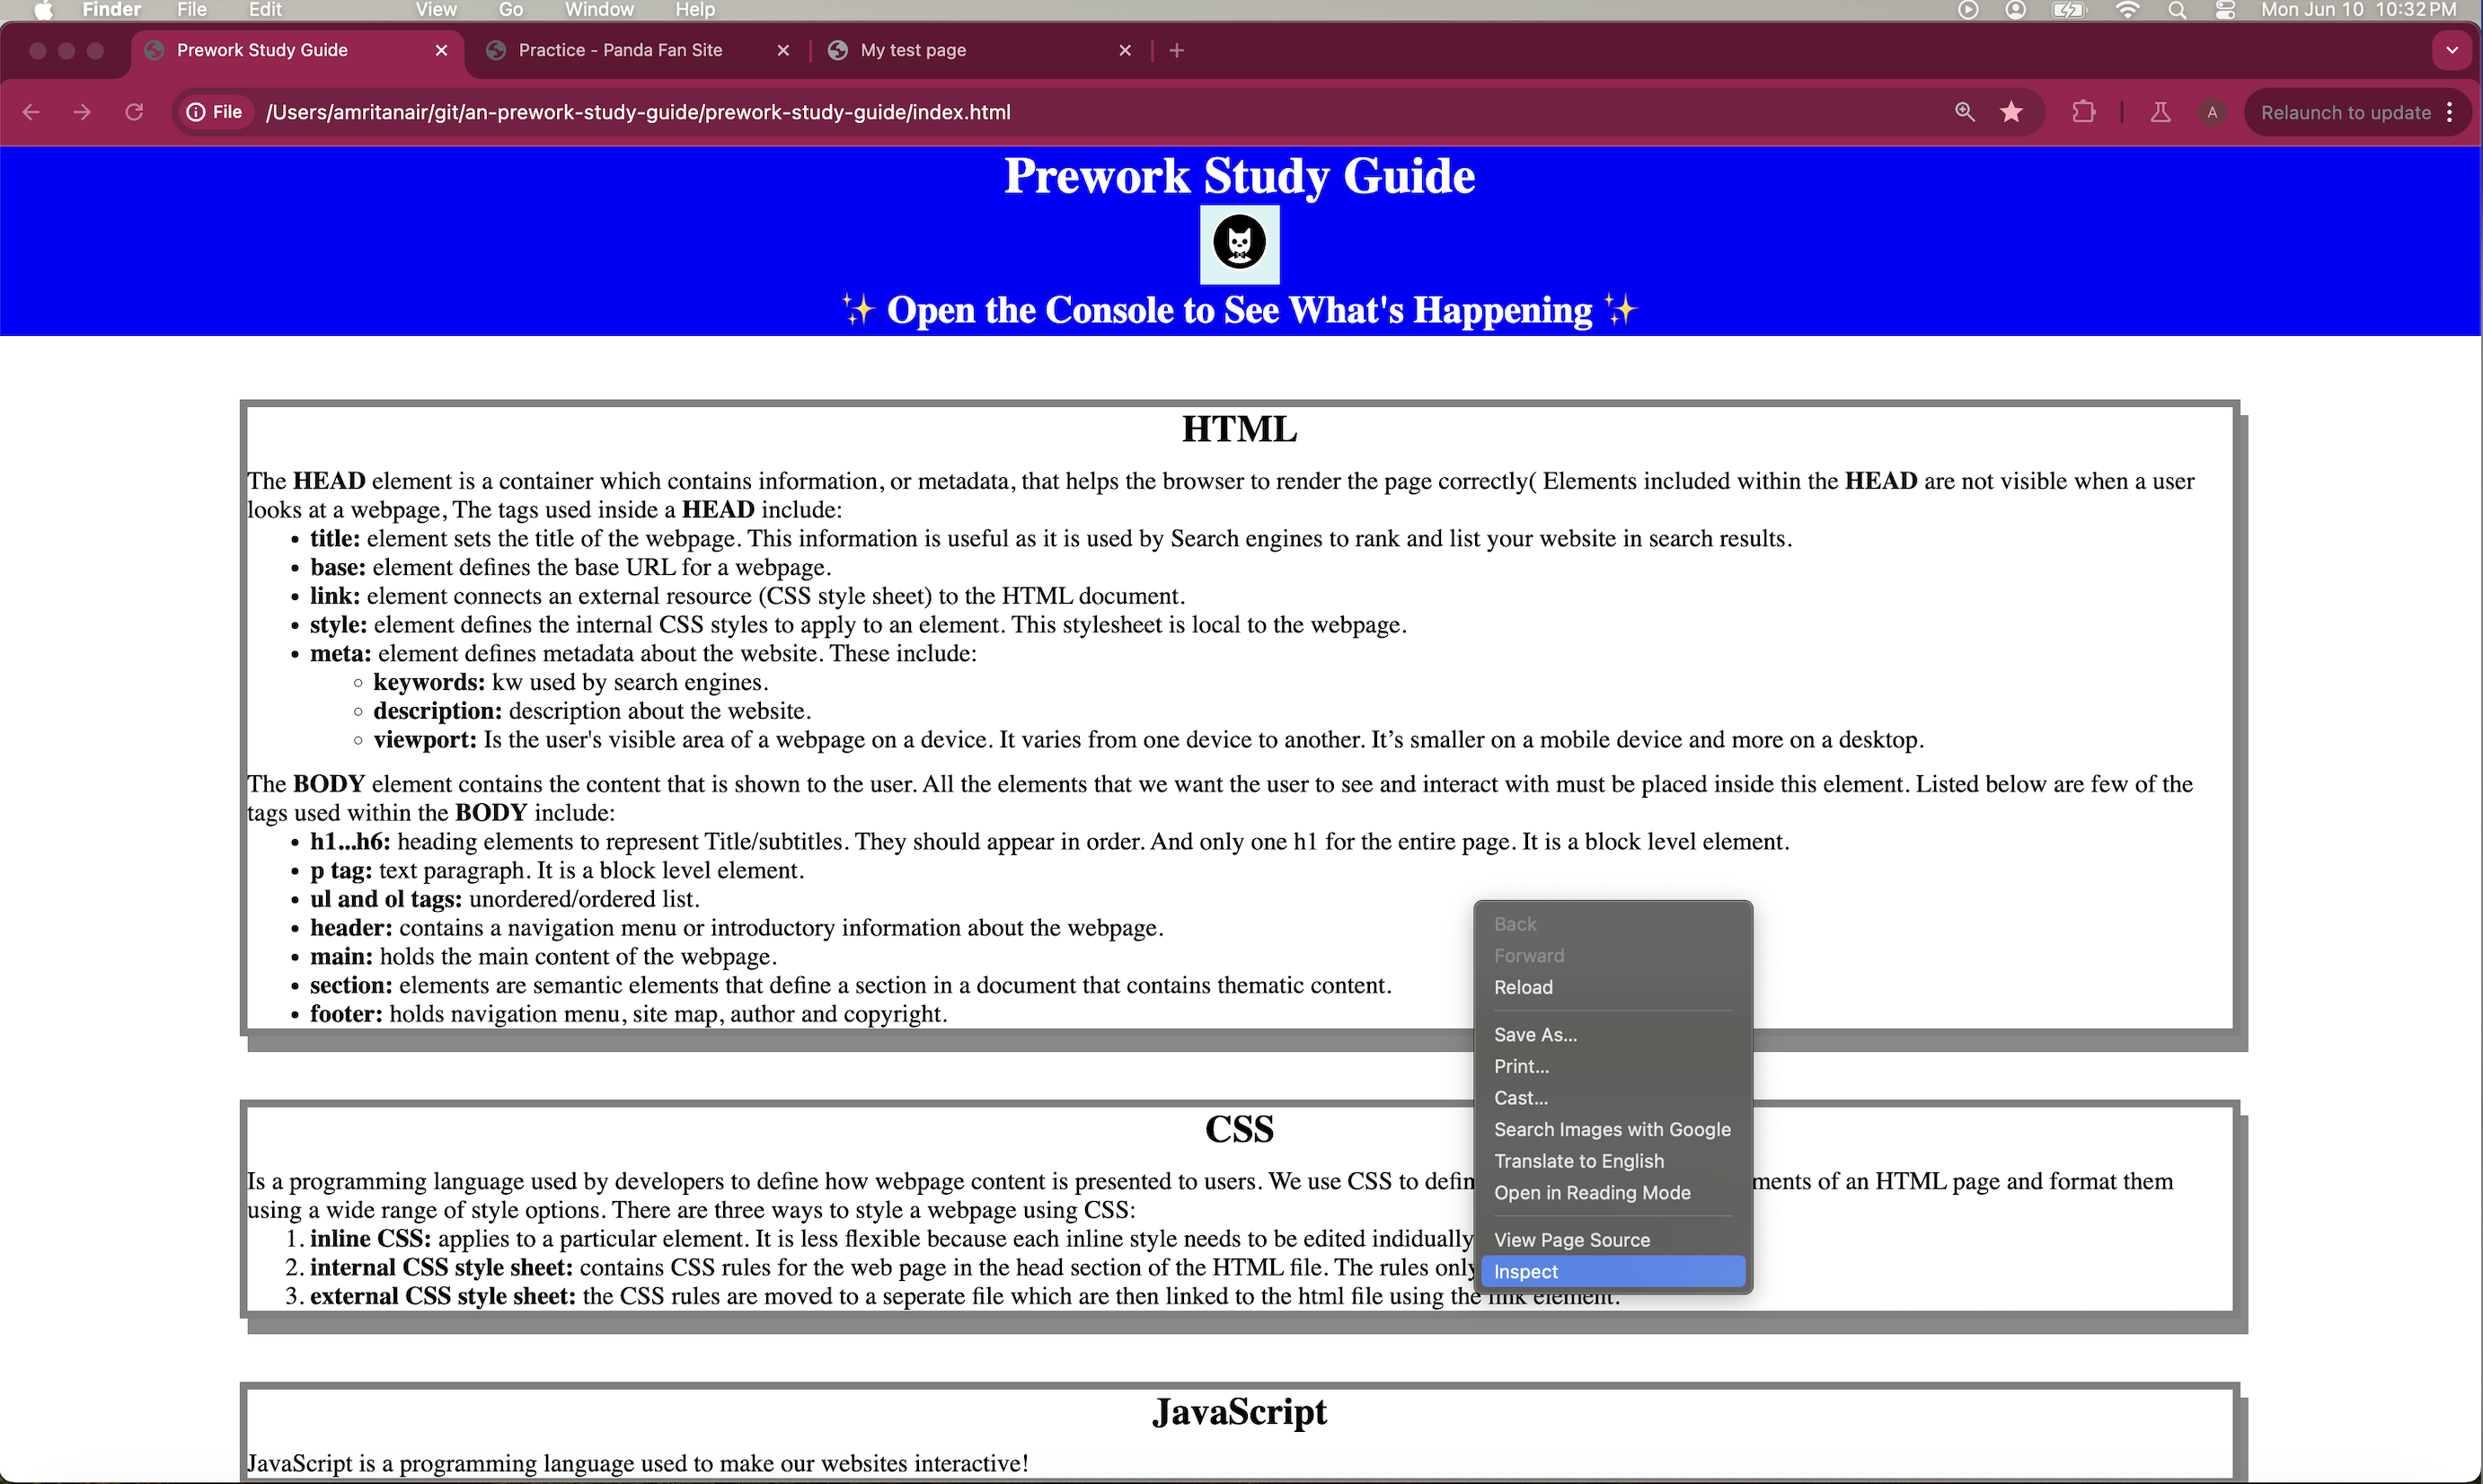 Finder File Edit View Go Window Help Mon Jun 10 10:32 PM
Prework Study Guide Practice - Panda Fan Site My test page
File /Users/amritanair/git/an-prework-study-guide/prework-study-guide/index.html A Relaunch to update
Prework Study Guide
✨ Open the Console to See What's Happening ✨
HTML
The HEAD element is a container which contains information, or metadata, that helps the browser to render the page correctly( Elements included within the HEAD are not visible when a user
looks at a webpage, The tags used inside a HEAD include:
• title: element sets the title of the webpage. This information is useful as it is used by Search engines to rank and list your website in search results.
• base: element defines the base URL for a webpage.
• link: element connects an external resource (CSS style sheet) to the HTML document.
• style: element defines the internal CSS styles to apply to an element. This stylesheet is local to the webpage.
• meta: element defines metadata about the website. These include:
◦ keywords: kw used by search engines.
◦ description: description about the website.
◦ viewport: Is the user's visible area of a webpage on a device. It varies from one device to another. It’s smaller on a mobile device and more on a desktop.
The BODY element contains the content that is shown to the user. All the elements that we want the user to see and interact with must be placed inside this element. Listed below are few of the
tags used within the BODY include:
• h1...h6: heading elements to represent Title/subtitles. They should appear in order. And only one h1 for the entire page. It is a block level element.
• p tag: text paragraph. It is a block level element.
• ul and ol tags: unordered/ordered list.
• header: contains a navigation menu or introductory information about the webpage.
• main: holds the main content of the webpage.
• section: elements are semantic elements that define a section in a document that contains thematic content.
• footer: holds navigation menu, site map, author and copyright.
Back
Forward
Reload
Save As...
Print...
Cast...
Search Images with Google
Translate to English
Open in Reading Mode
View Page Source
Inspect
CSS
Is a programming language used by developers to define how webpage content is presented to users. We use CSS to defin ments of an HTML page and format them
using a wide range of style options. There are three ways to style a webpage using CSS:
1. inline CSS: applies to a particular element. It is less flexible because each inline style needs to be edited indidually
2. internal CSS style sheet: contains CSS rules for the web page in the head section of the HTML file. The rules only
3. external CSS style sheet: the CSS rules are moved to a seperate file which are then linked to the html file using the link element.
JavaScript
JavaScript is a programming language used to make our websites interactive!